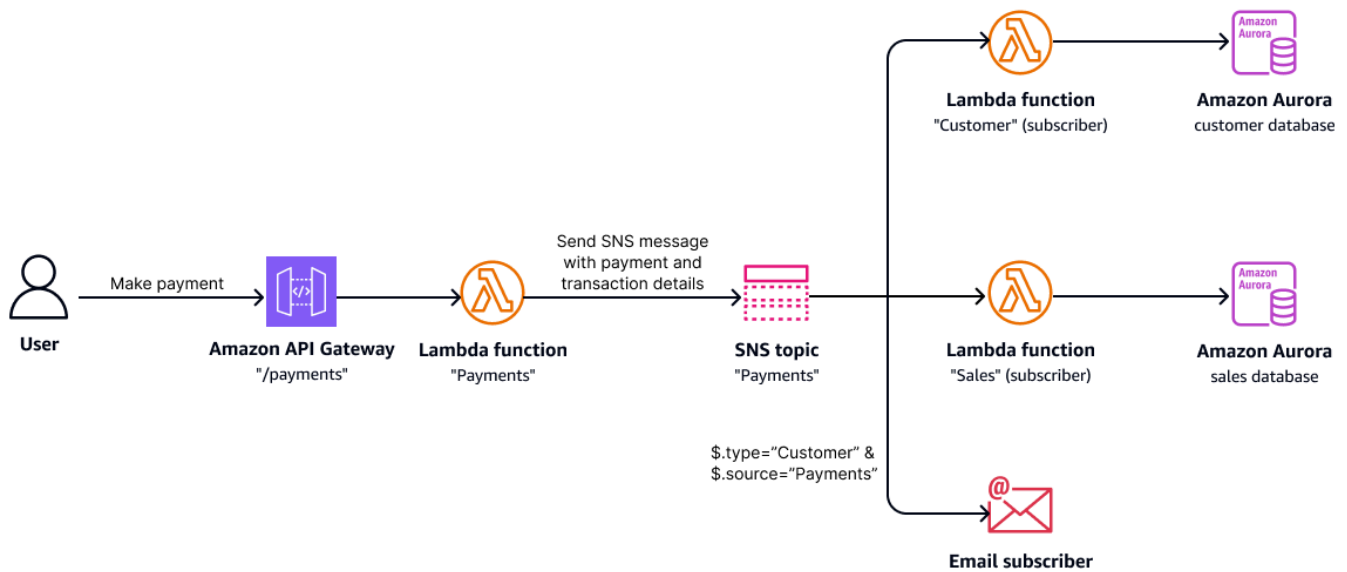 Amazon
Aurora
Lambda function
"Customer" (subscriber)
Amazon Aurora
customer database
Make payment
User
Amazon API Gateway
"/payments"
Lambda function
"Payments"
Send SNS message
with payment and
transaction details
SNS topic
"Payments"
Lambda function
"Sales" (subscriber)
Amazon
Aurora
Amazon Aurora
sales database
$.type=”Customer” &
$.source=”Payments”
@
Email subscriber